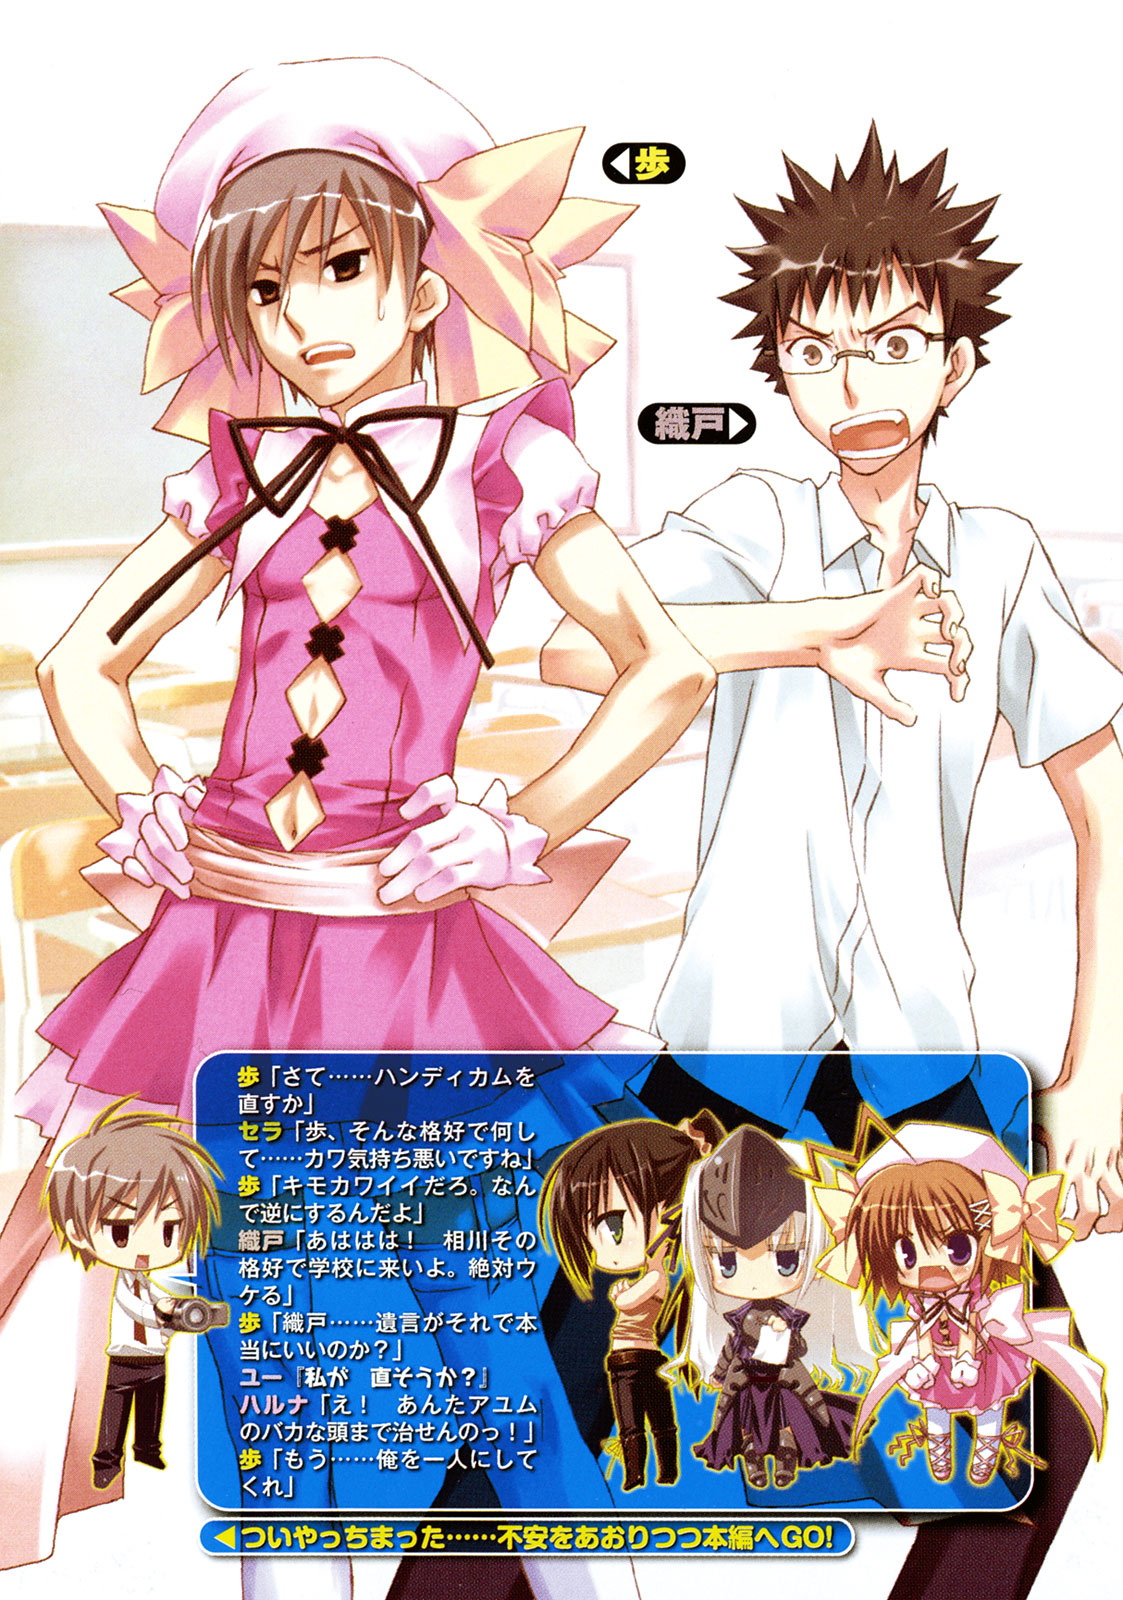 歩
織戸
歩「さて……ハンディカムを
直すか」
セラ「歩、そんな格好で何し
て……カワ気持ち悪いですね」
歩「キモカワイイだろ。なん
で逆にするんだよ」
織戸「あははは！　相川その
格好で学校に来いよ。絶対ウ
ケる」
歩「織戸……遺言がそれで本
当にいいのか？」
ユー『私が　直そうか？』
ハルナ「え！　あんたアユム
のバカな頭まで治せんのっ！」
歩「もう……俺を一人にして
くれ」
ついやっちまった……不安をあおりつつ本編へGO!